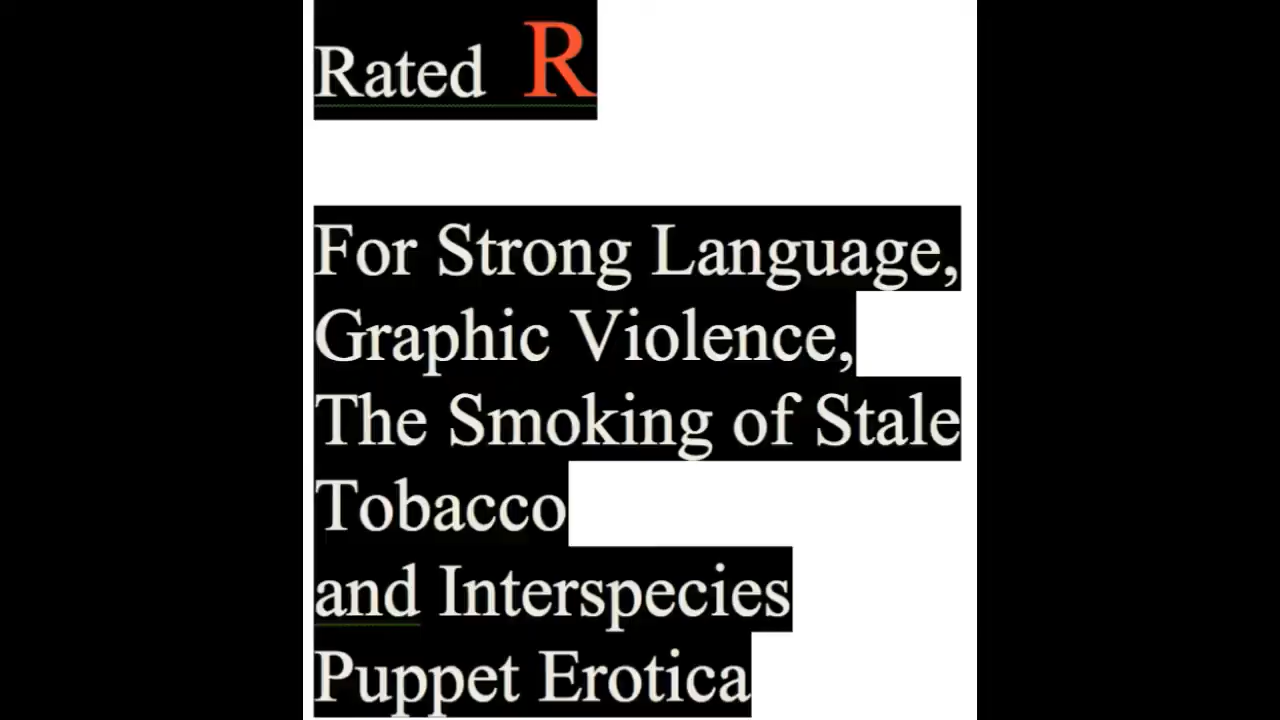 Rated R
For Strong Language,
Graphic Violence,
The Smoking of Stale
Tobacco
and Interspecies
Puppet Erotica